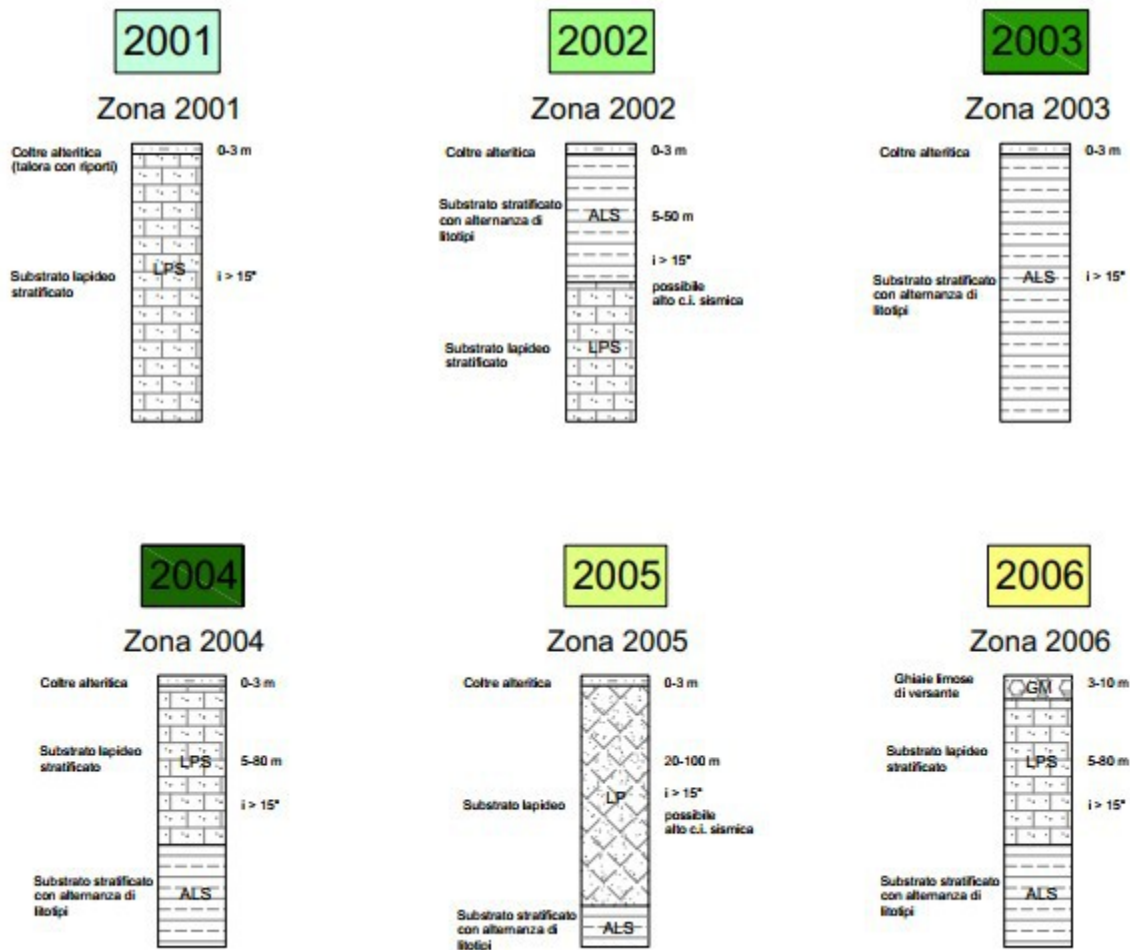 2001
Zona 2001
Coltre alteritica
(talora con riporti)
0-3 m
LPS
Substrato lapideo
stratificato
i > 15°
2002
Zona 2002
Coltre alteritica
0-3 m
Substrato stratificato
con alternanza di
litotipi
ALS
5-50 m
i > 15°
possibile
alto c.i. sismica
Substrato lapideo
stratificato
LPS
2003
Zona 2003
Coltre alteritica
0-3 m
Substrato stratificato
con alternanza di
litotipi
ALS
i > 15°
2004
Zona 2004
Coltre alteritica
0-3 m
Substrato lapideo
stratificato
LPS
5-80 m
i > 15°
Substrato stratificato
con alternanza di
litotipi
ALS
2005
Zona 2005
Coltre alteritica
0-3 m
20-100 m
Substrato lapideo
LP
i > 15°
possibile
alto c.i. sismica
Substrato stratificato
con alternanza di
litotipi
ALS
2006
Zona 2006
Ghiaie limose
di versante
GM
3-10 m
Substrato lapideo
stratificato
LPS
5-80 m
i > 15°
Substrato stratificato
con alternanza di
litotipi
ALS